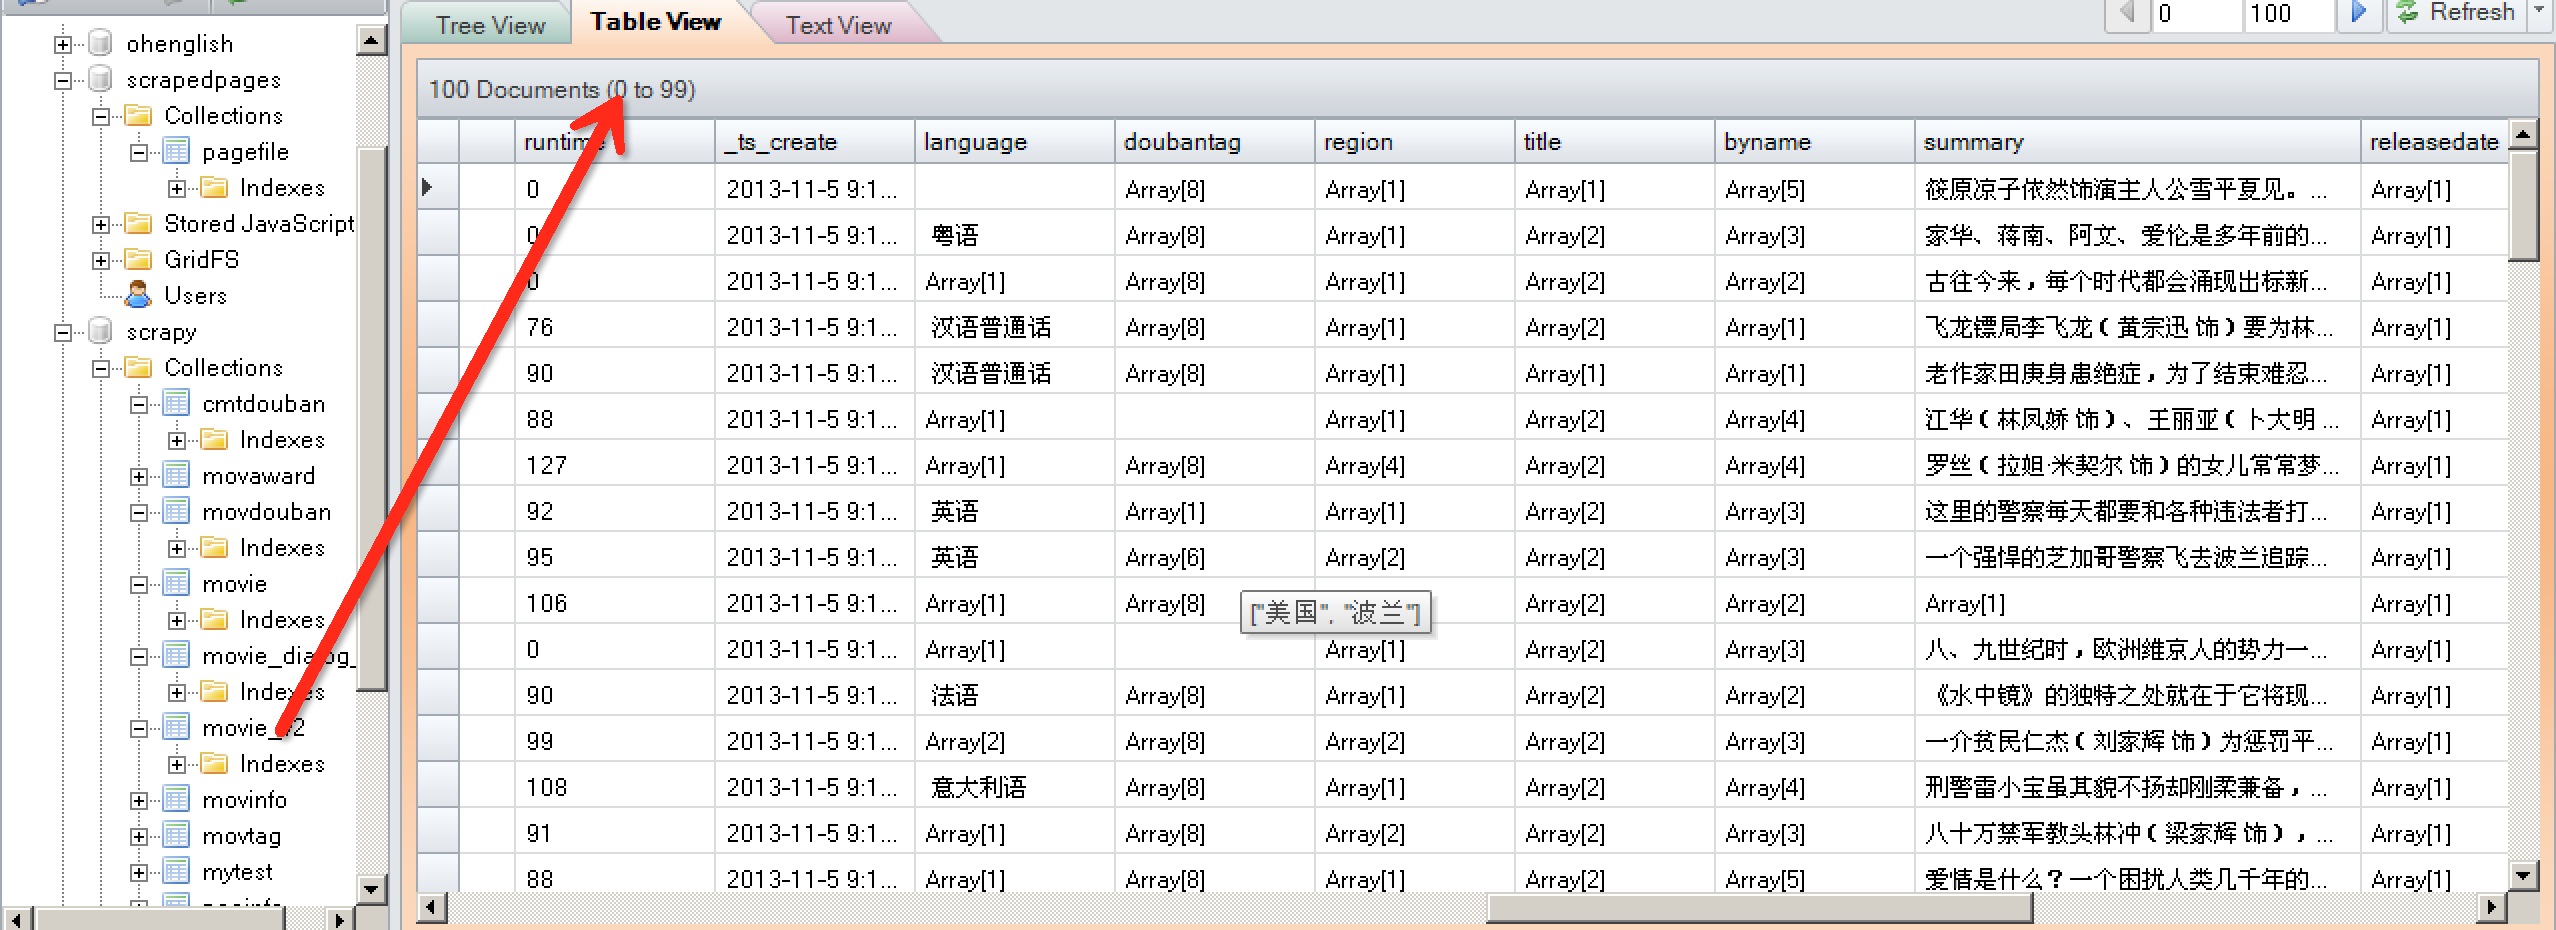 ohenglish
scrapedpages
Collections
pagefile
Indexes
Stored JavaScript
GridFS
Users
scrapy
Collections
cmtdouban
Indexes
movaward
movdouban
Indexes
movie
Indexes
Indexes
Indexes
movinfo
movtag
mytest
Tree View Table View Text View 0 100 Refresh
100 Documents (0 to 99)
runtime _ts_create language doubantag region title byname summary releasedate
0 2013-11-5 9:1... Array[8] Array[1] Array[1] Array[5] 筱原凉子依然饰演主人公雪平夏见。... Array[1]
0 2013-11-5 9:1... 粤语 Array[8] Array[1] Array[2] Array[3] 家华、蒋南、阿文、爱伦是多年前的... Array[1]
0 2013-11-5 9:1... Array[1] Array[8] Array[1] Array[2] Array[2] 古往今来，每个时代都会涌现出标新... Array[1]
76 2013-11-5 9:1... 汉语普通话 Array[8] Array[1] Array[2] Array[1] 飞龙镖局李飞龙（黄宗迅 饰）要为林... Array[1]
90 2013-11-5 9:1... 汉语普通话 Array[8] Array[1] Array[1] Array[1] 老作家田庚身患绝症，为了结束难忍... Array[1]
88 2013-11-5 9:1... Array[1] Array[1] Array[2] Array[4] 江华（林凤娇 饰）、王丽亚（卜大明 ... Array[1]
127 2013-11-5 9:1... Array[1] Array[8] Array[4] Array[2] Array[4] 罗丝（拉妲·米契尔 饰）的女儿常常梦... Array[1]
92 2013-11-5 9:1... 英语 Array[1] Array[1] Array[2] Array[3] 这里的警察每天都要和各种违法者打... Array[1]
95 2013-11-5 9:1... 英语 Array[6] Array[2] Array[2] Array[3] 一个强悍的芝加哥警察飞去波兰追踪... Array[1]
106 2013-11-5 9:1... Array[1] Array[8] ["美国", "波兰"] Array[2] Array[2] Array[1] Array[1]
0 2013-11-5 9:1... Array[1] Array[1] Array[2] Array[3] 八、九世纪时，欧洲维京人的势力一... Array[1]
90 2013-11-5 9:1... 法语 Array[8] Array[1] Array[2] Array[2] 《水中镜》的独特之处就在于它将现... Array[1]
99 2013-11-5 9:1... Array[2] Array[8] Array[2] Array[2] Array[3] 一介贫民仁杰（刘家辉 饰）为惩罚平... Array[1]
108 2013-11-5 9:1... 意大利语 Array[8] Array[1] Array[2] Array[4] 刑警雷小宝虽其貌不扬却刚柔兼备，... Array[1]
91 2013-11-5 9:1... Array[1] Array[8] Array[2] Array[2] Array[3] 八十万禁军教头林冲（梁家辉 饰），... Array[1]
88 2013-11-5 9:1... Array[1] Array[8] Array[1] Array[2] Array[5] 爱情是什么？一个困扰人类几千年的... Array[1]